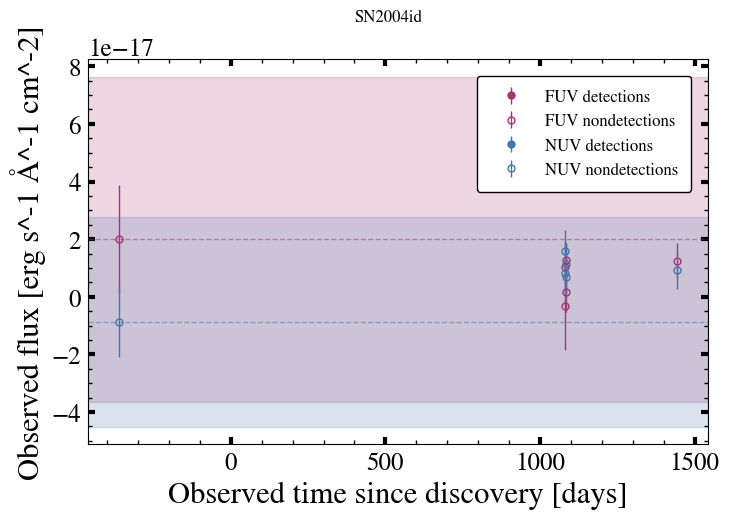 SN2004id
1e−17
8
6
4
2
0
−2
−4
Observed flux [erg s^-1 Å^-1 cm^-2]
FUV detections
FUV nondetections
NUV detections
NUV nondetections
0 500 1000 1500
Observed time since discovery [days]